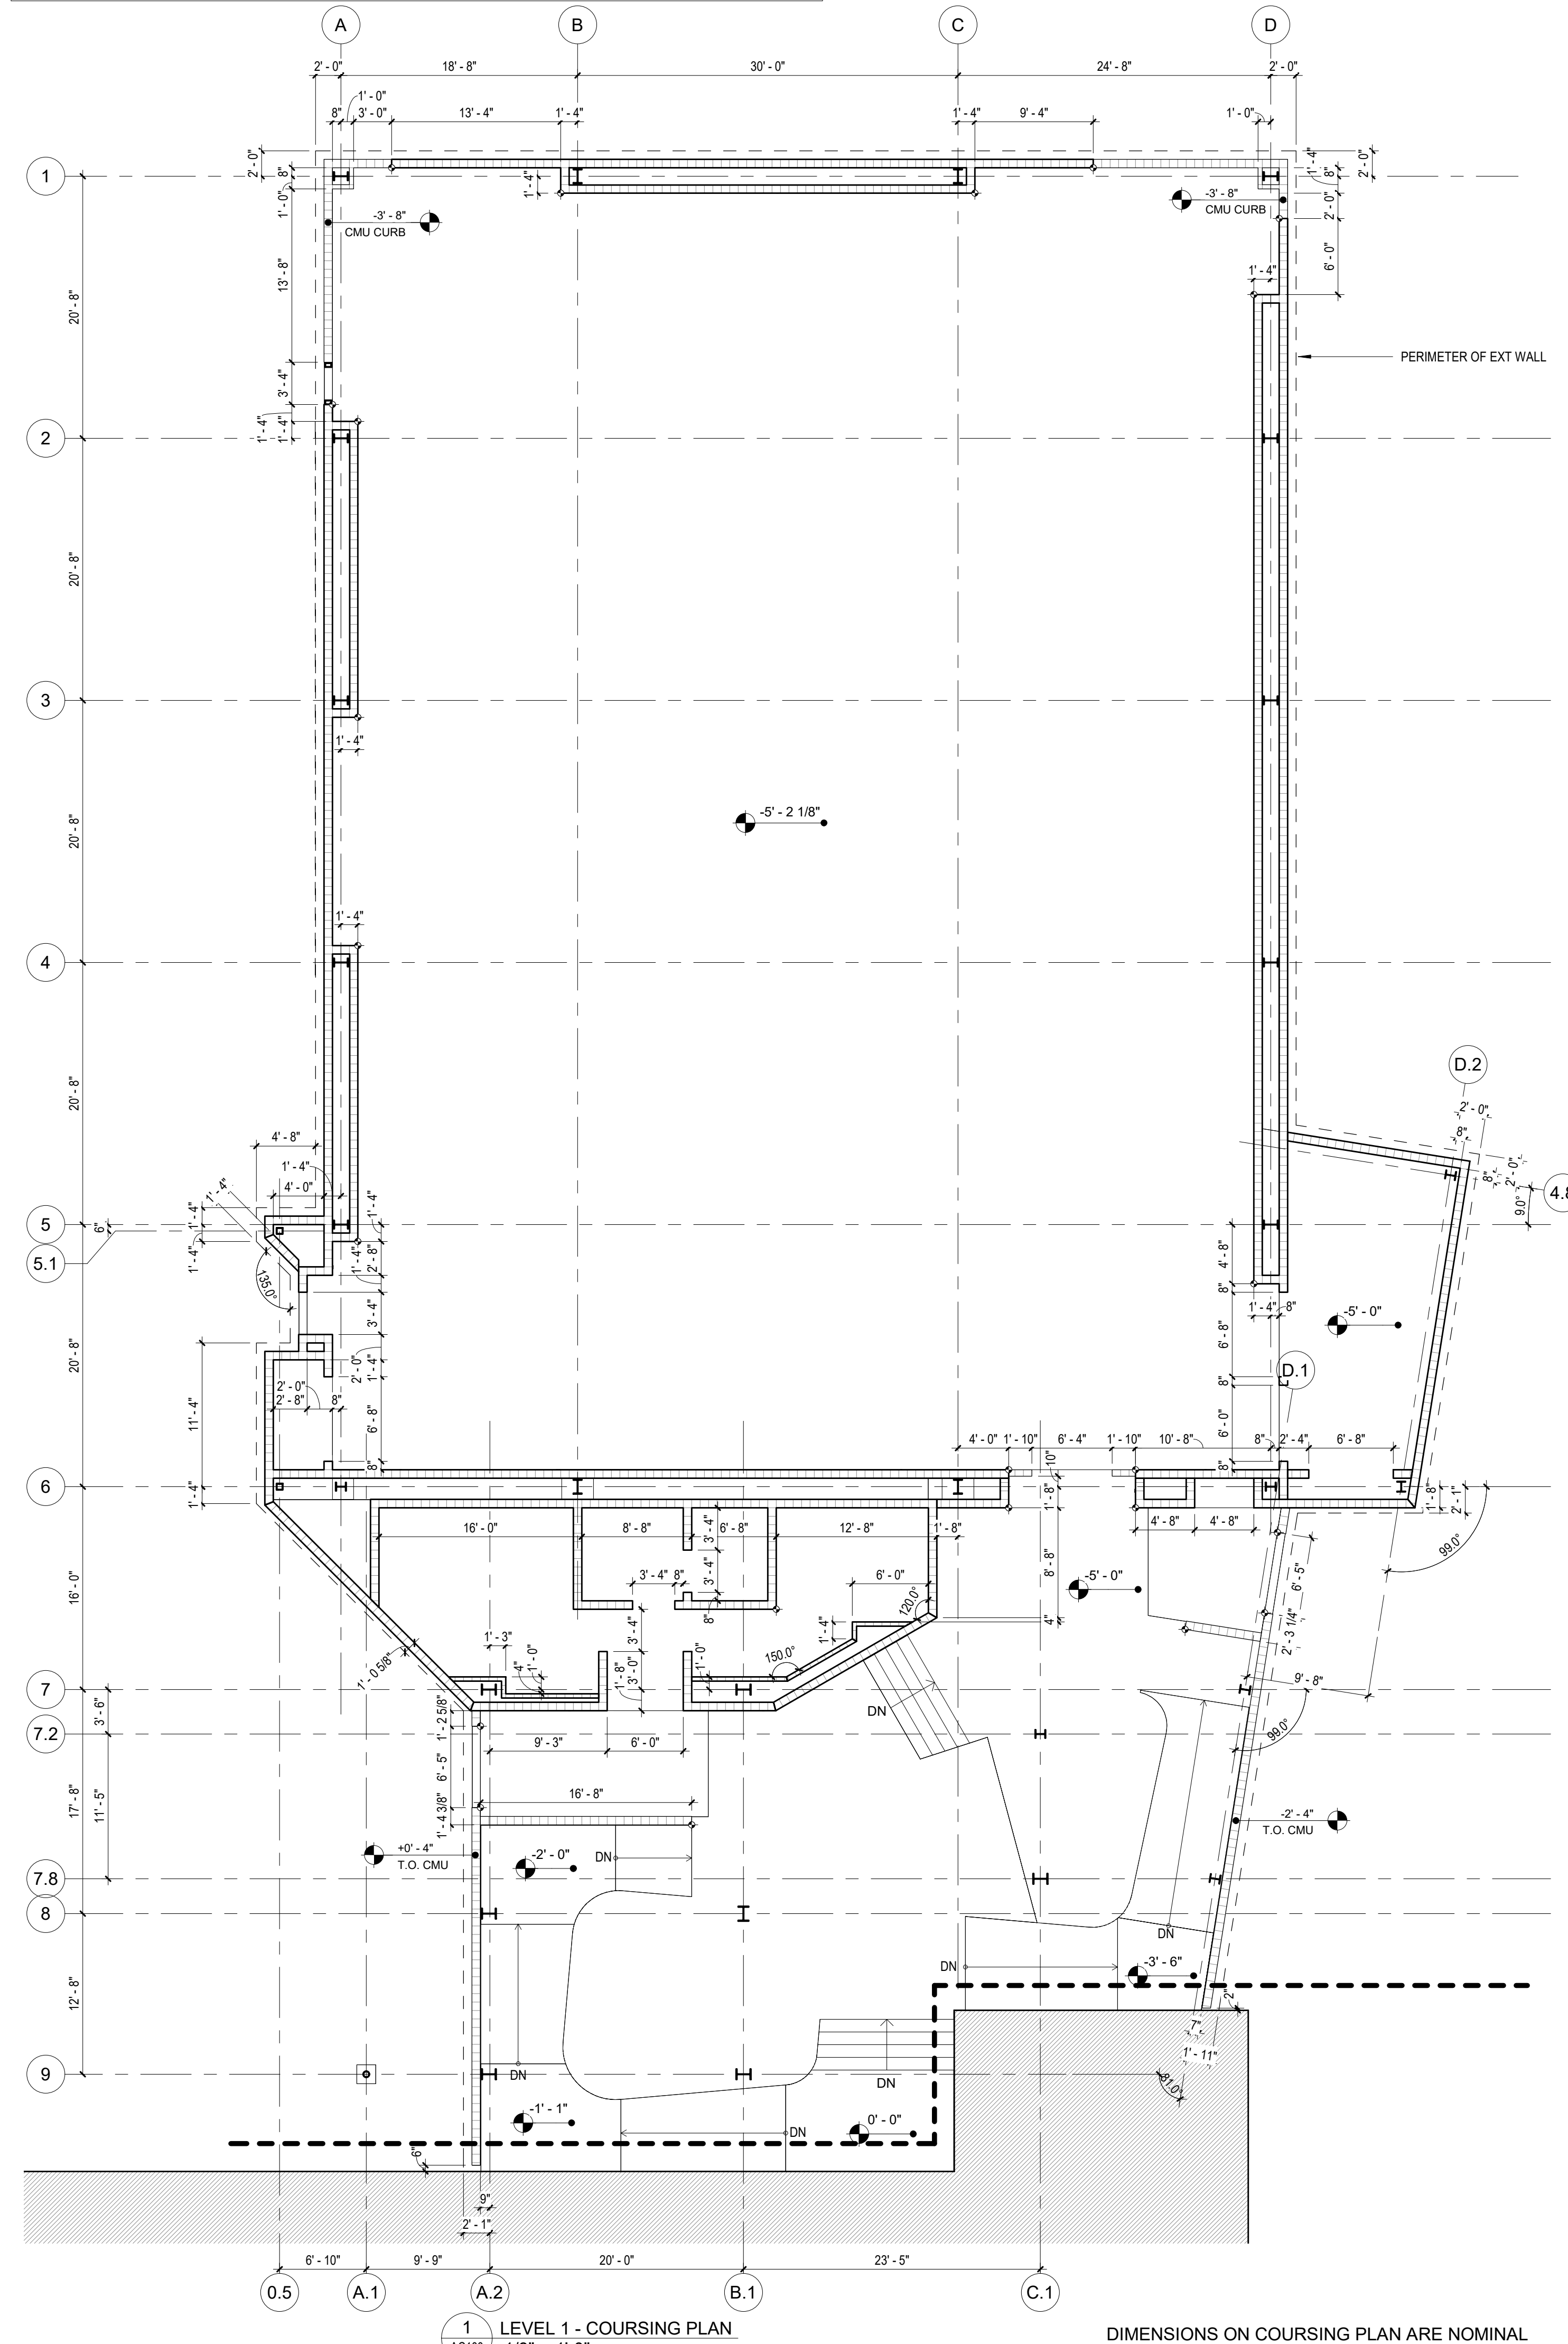 A
B
C
D
2' - 0"
18' - 8"
30' - 0"
24' - 8"
2' - 0"
1' - 0"
8"
3' - 0"
13' - 4"
1' - 4"
1' - 4"
9' - 4"
1' - 0"
2' - 0"
8"
1' - 0"
1' - 4"
1' - 4"
8"
2' - 0"
2' - 0"
1
-3' - 8"
CMU CURB
-3' - 8"
CMU CURB
6' - 0"
1' - 4"
13' - 8"
20' - 8"
PERIMETER OF EXT WALL
3' - 4"
1' - 4"
1' - 4"
2
20' - 8"
3
1' - 4"
-5' - 2 1/8"
20' - 8"
1' - 4"
4
20' - 8"
D.2
2' - 0"
8"
8"
2' - 0"
9.0°
4.8
4' - 8"
1' - 4"
4' - 0"
1' - 4"
1' - 4"
1' - 4"
1' - 4"
5
6"
5.1
135.0°
1' - 4"
2' - 8"
3' - 4"
4' - 8"
8"
1' - 4"
8"
-5' - 0"
6' - 8"
20' - 8"
2' - 0"
1' - 4"
2' - 0"
2' - 8"
8"
6' - 8"
8"
11' - 4"
1' - 4"
8"
D.1
6' - 0"
8"
4' - 0"
1' - 10"
6' - 4"
1' - 10"
10' - 8"
8"
2' - 4"
6' - 8"
10"
1' - 8"
6
1' - 8"
2' - 1"
99.0°
16' - 0"
8' - 8"
3' - 4"
6' - 8"
12' - 8"
1' - 8"
4' - 8"
4' - 8"
8' - 8"
16' - 0"
3' - 4"
8"
3' - 4"
8"
6' - 0"
120.0°
-5' - 0"
6' - 5"
4"
2' - 3 1/4"
1' - 4"
150.0°
3' - 4"
1' - 3"
1' - 0"
4"
1' - 0"
1' - 8"
3' - 0"
1' - 0 5/8"
9' - 8"
99.0°
7
3' - 6"
7.2
1' - 2 5/8"
6' - 5"
9' - 3"
6' - 0"
DN
16' - 8"
1' - 4 3/8"
17' - 8"
11' - 5"
+0' - 4"
T.O. CMU
-2' - 0"
DN
-2' - 4"
T.O. CMU
7.8
8
DN
DN
-3' - 6"
12' - 8"
2"
7"
1' - 11"
81.0°
9
DN
DN
-1' - 1"
DN
0' - 0"
6"
9"
2' - 1"
6' - 10"
9' - 9"
20' - 0"
23' - 5"
0.5
A.1
A.2
B.1
C.1
1
LEVEL 1 - COURSING PLAN
DIMENSIONS ON COURSING PLAN ARE NOMINAL